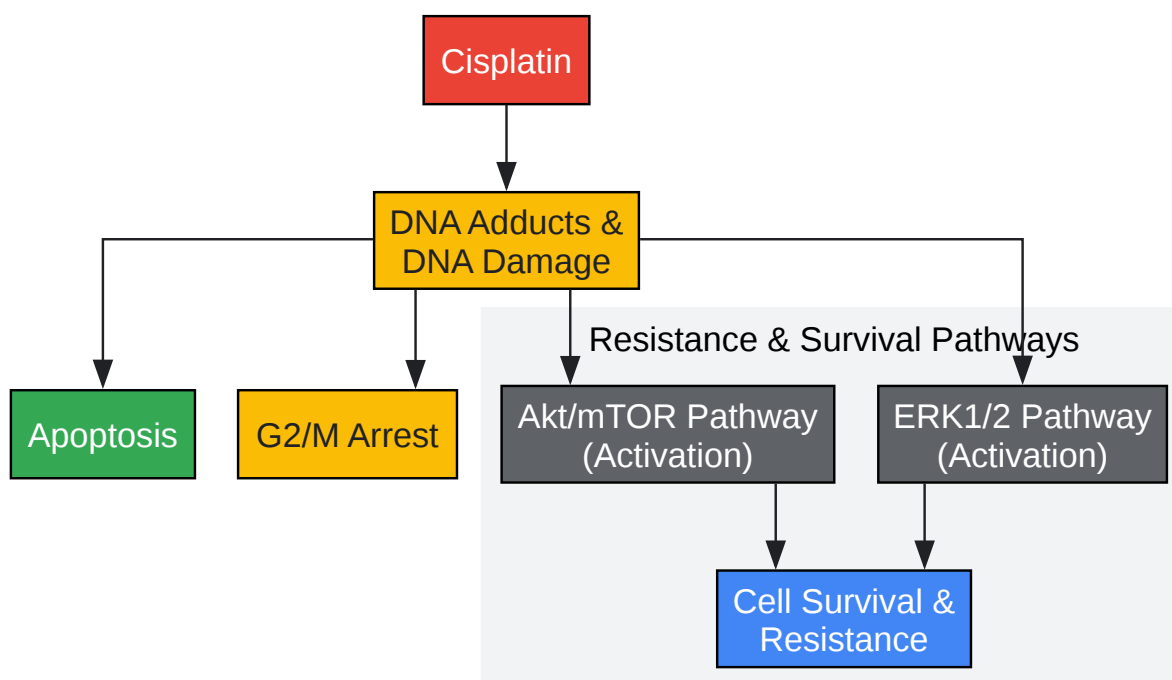 Cisplatin
DNA Adducts &
DNA Damage
Resistance & Survival Pathways
Apoptosis
G2/M Arrest
Akt/mTOR Pathway
(Activation)
ERK1/2 Pathway
(Activation)
Cell Survival &
Resistance